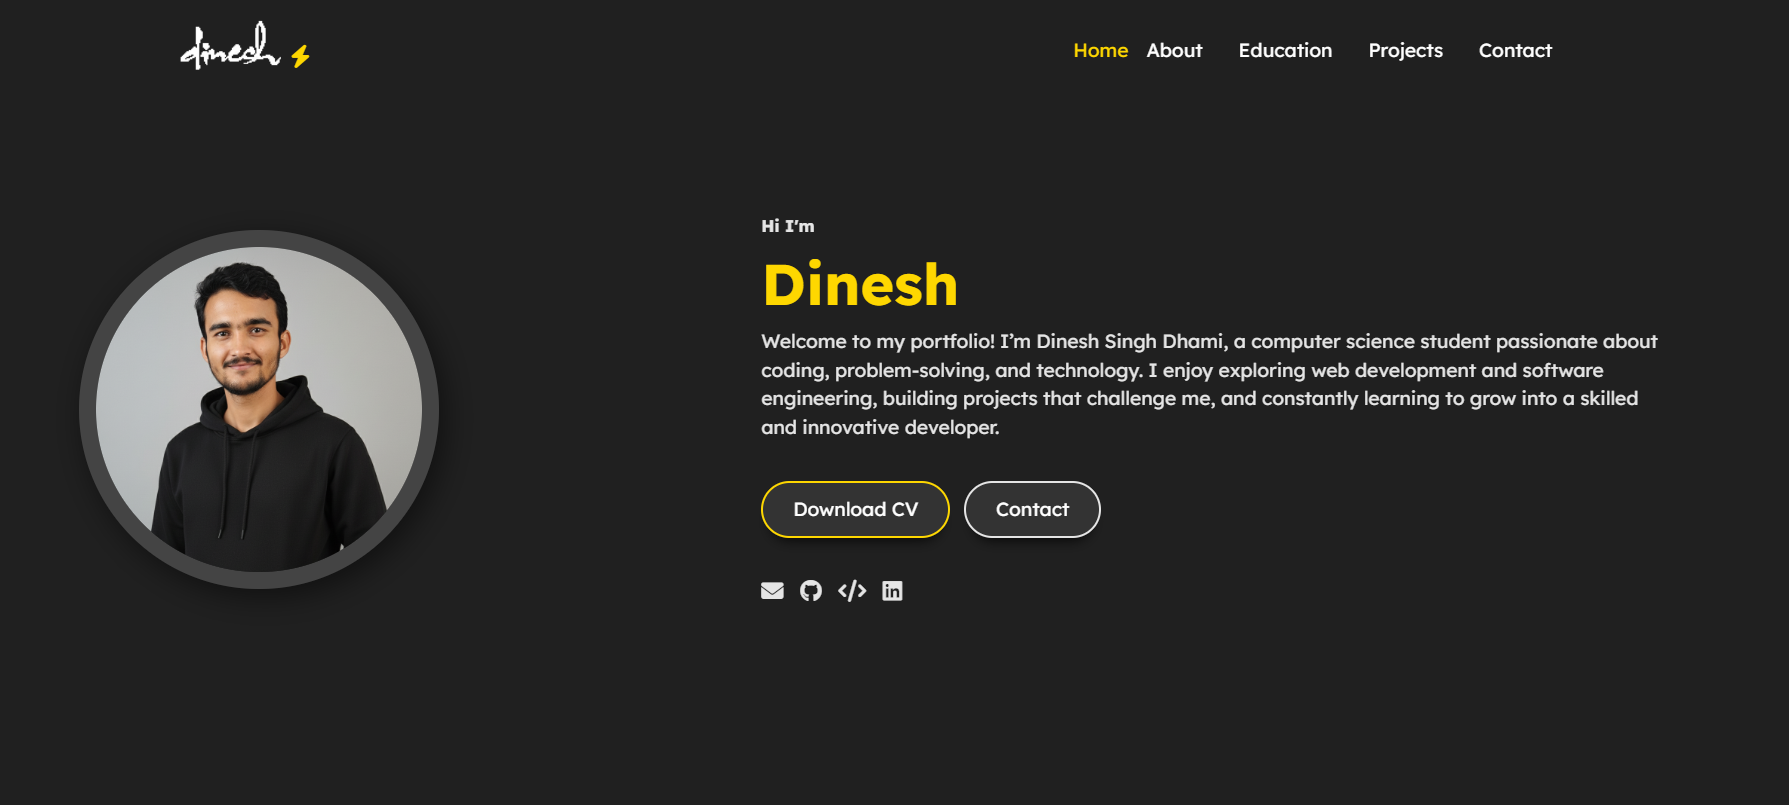 dinesh
Home About Education Projects Contact
Hi I'm
Dinesh
Welcome to my portfolio! I’m Dinesh Singh Dhami, a computer science student passionate about
coding, problem-solving, and technology. I enjoy exploring web development and software
engineering, building projects that challenge me, and constantly learning to grow into a skilled
and innovative developer.
Download CV Contact